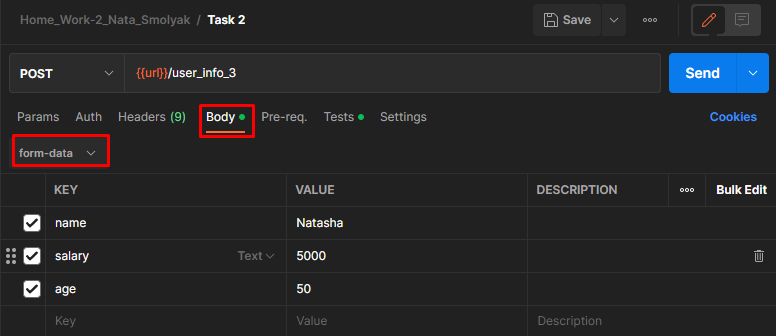 Home_Work-2_Nata_Smolyak / Task 2 Save
POST {{url}}/user_info_3 Send
Params Auth Headers (9) Body Pre-req. Tests Settings Cookies
form-data
KEY VALUE DESCRIPTION Bulk Edit
name Natasha
salary Text 5000
age 50
Key Value Description